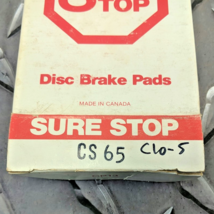 STOP
Disc Brake Pads
MADE IN CANADA
SURE STOP
CS 65 C10-5